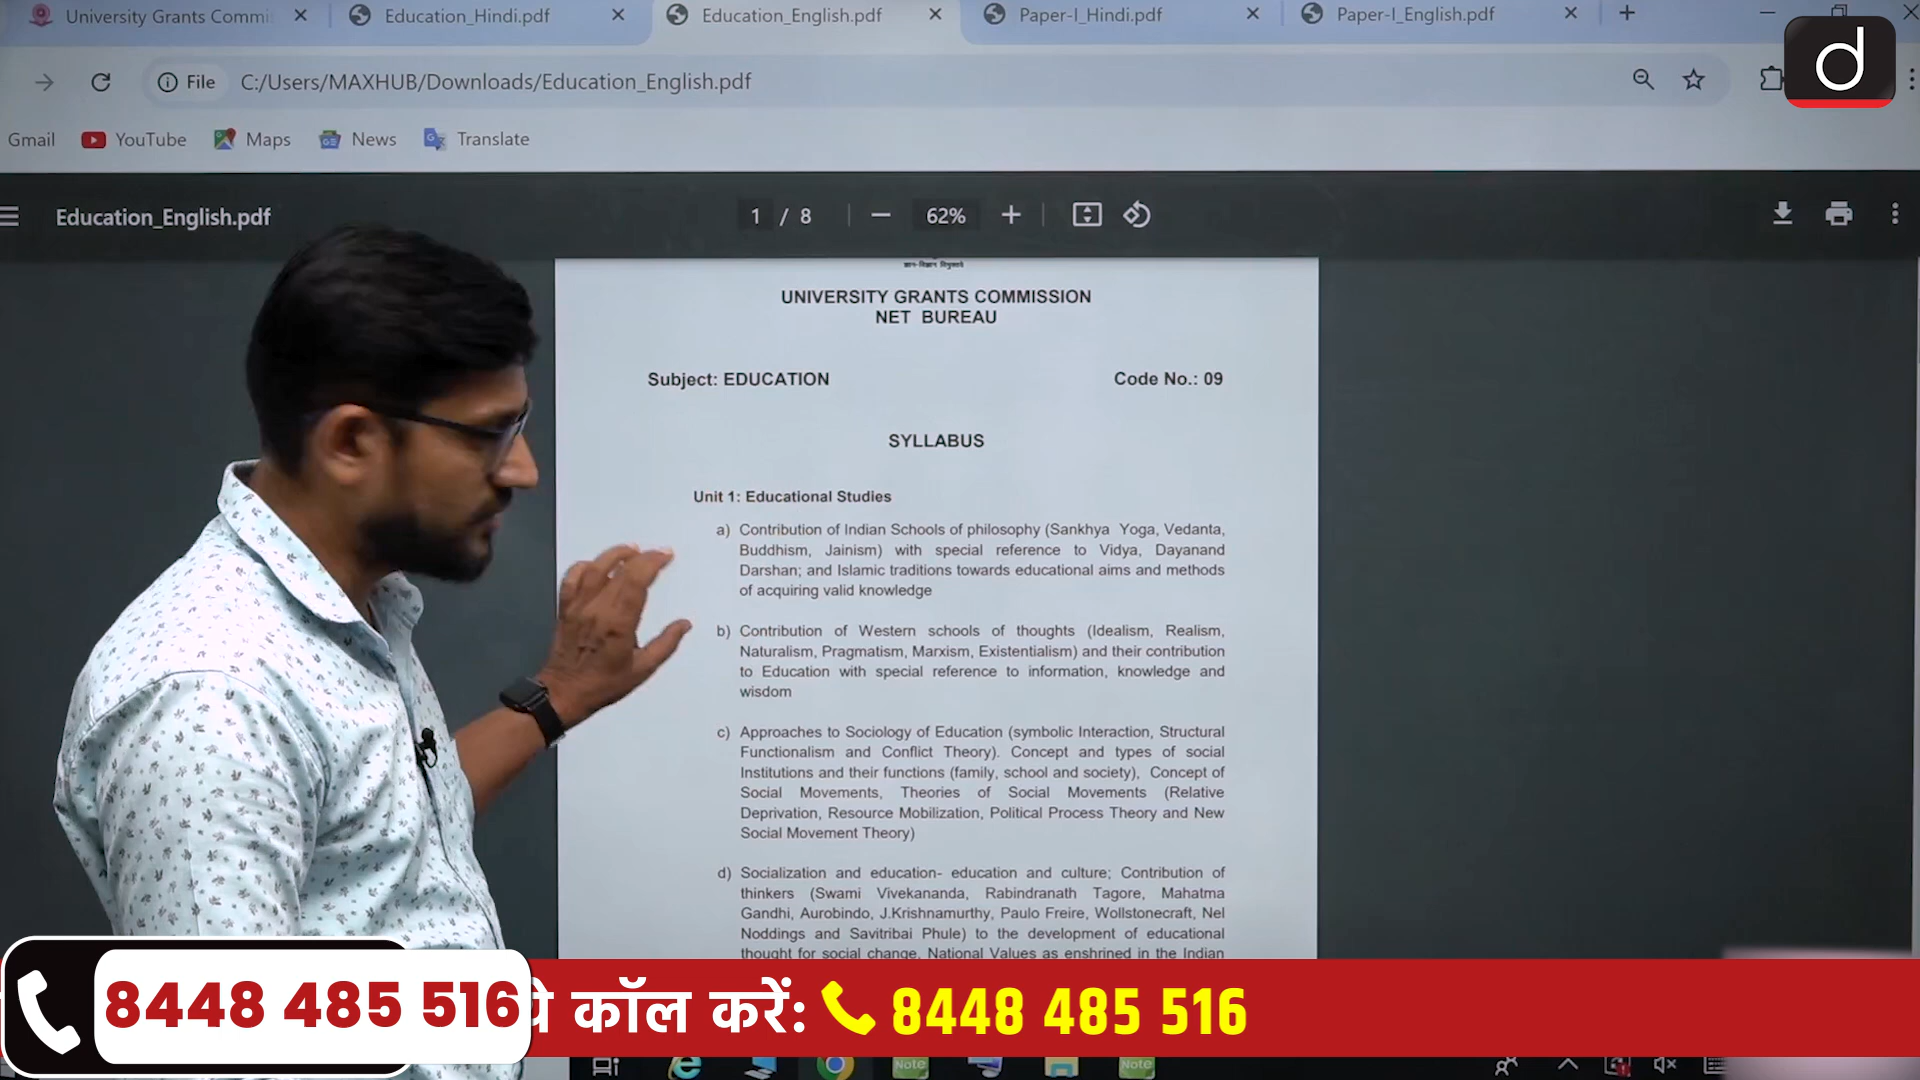 University Grants Commi
Education_Hindi.pdf
Education_English.pdf
Paper-I_Hindi.pdf
Paper-I_English.pdf
d
File
C:/Users/MAXHUB/Downloads/Education_English.pdf
Gmail
YouTube
Maps
News
Translate
Education_English.pdf
1 / 8
62%
ज्ञान-विज्ञान विमुक्तये
UNIVERSITY GRANTS COMMISSION
NET BUREAU
Subject: EDUCATION
Code No.: 09
SYLLABUS
Unit 1: Educational Studies
a) Contribution of Indian Schools of philosophy (Sankhya Yoga, Vedanta,
Buddhism, Jainism) with special reference to Vidya, Dayanand
Darshan; and Islamic traditions towards educational aims and methods
of acquiring valid knowledge
b) Contribution of Western schools of thoughts (Idealism, Realism,
Naturalism, Pragmatism, Marxism, Existentialism) and their contribution
to Education with special reference to information, knowledge and
wisdom
c) Approaches to Sociology of Education (symbolic Interaction, Structural
Functionalism and Conflict Theory). Concept and types of social
Institutions and their functions (family, school and society), Concept of
Social Movements, Theories of Social Movements (Relative
Deprivation, Resource Mobilization, Political Process Theory and New
Social Movement Theory)
d) Socialization and education- education and culture; Contribution of
thinkers (Swami Vivekananda, Rabindranath Tagore, Mahatma
Gandhi, Aurobindo, J.Krishnamurthy, Paulo Freire, Wollstonecraft, Nel
Noddings and Savitribai Phule) to the development of educational
thought for social change, National Values as enshrined in the Indian
8448 485 516
कॉल करें: 8448 485 516
Note
Note